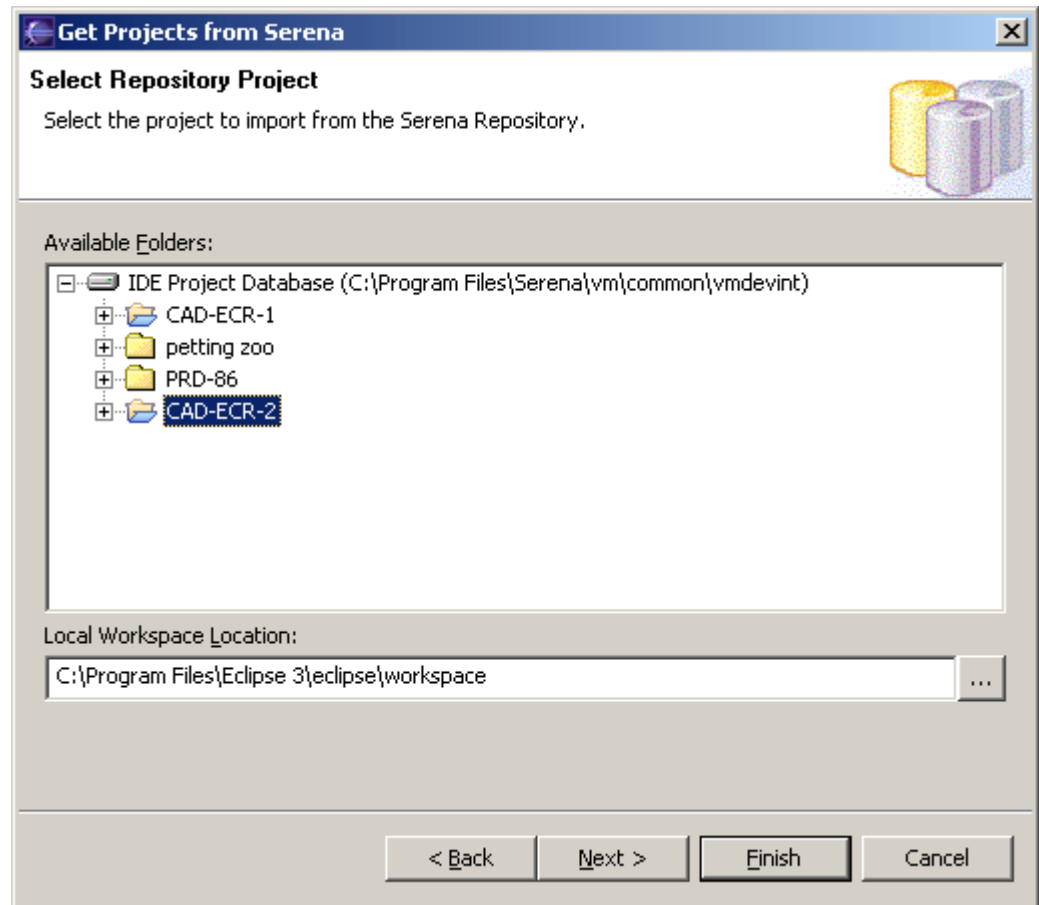 Get Projects from Serena
Select Repository Project
Select the project to import from the Serena Repository.
Available Folders:
IDE Project Database (C:\Program Files\Serena\vm\common\vmdevint)
CAD-ECR-1
petting zoo
PRD-86
CAD-ECR-2
Local Workspace Location:
C:\Program Files\Eclipse 3\eclipse\workspace
...
< Back Next > Finish Cancel